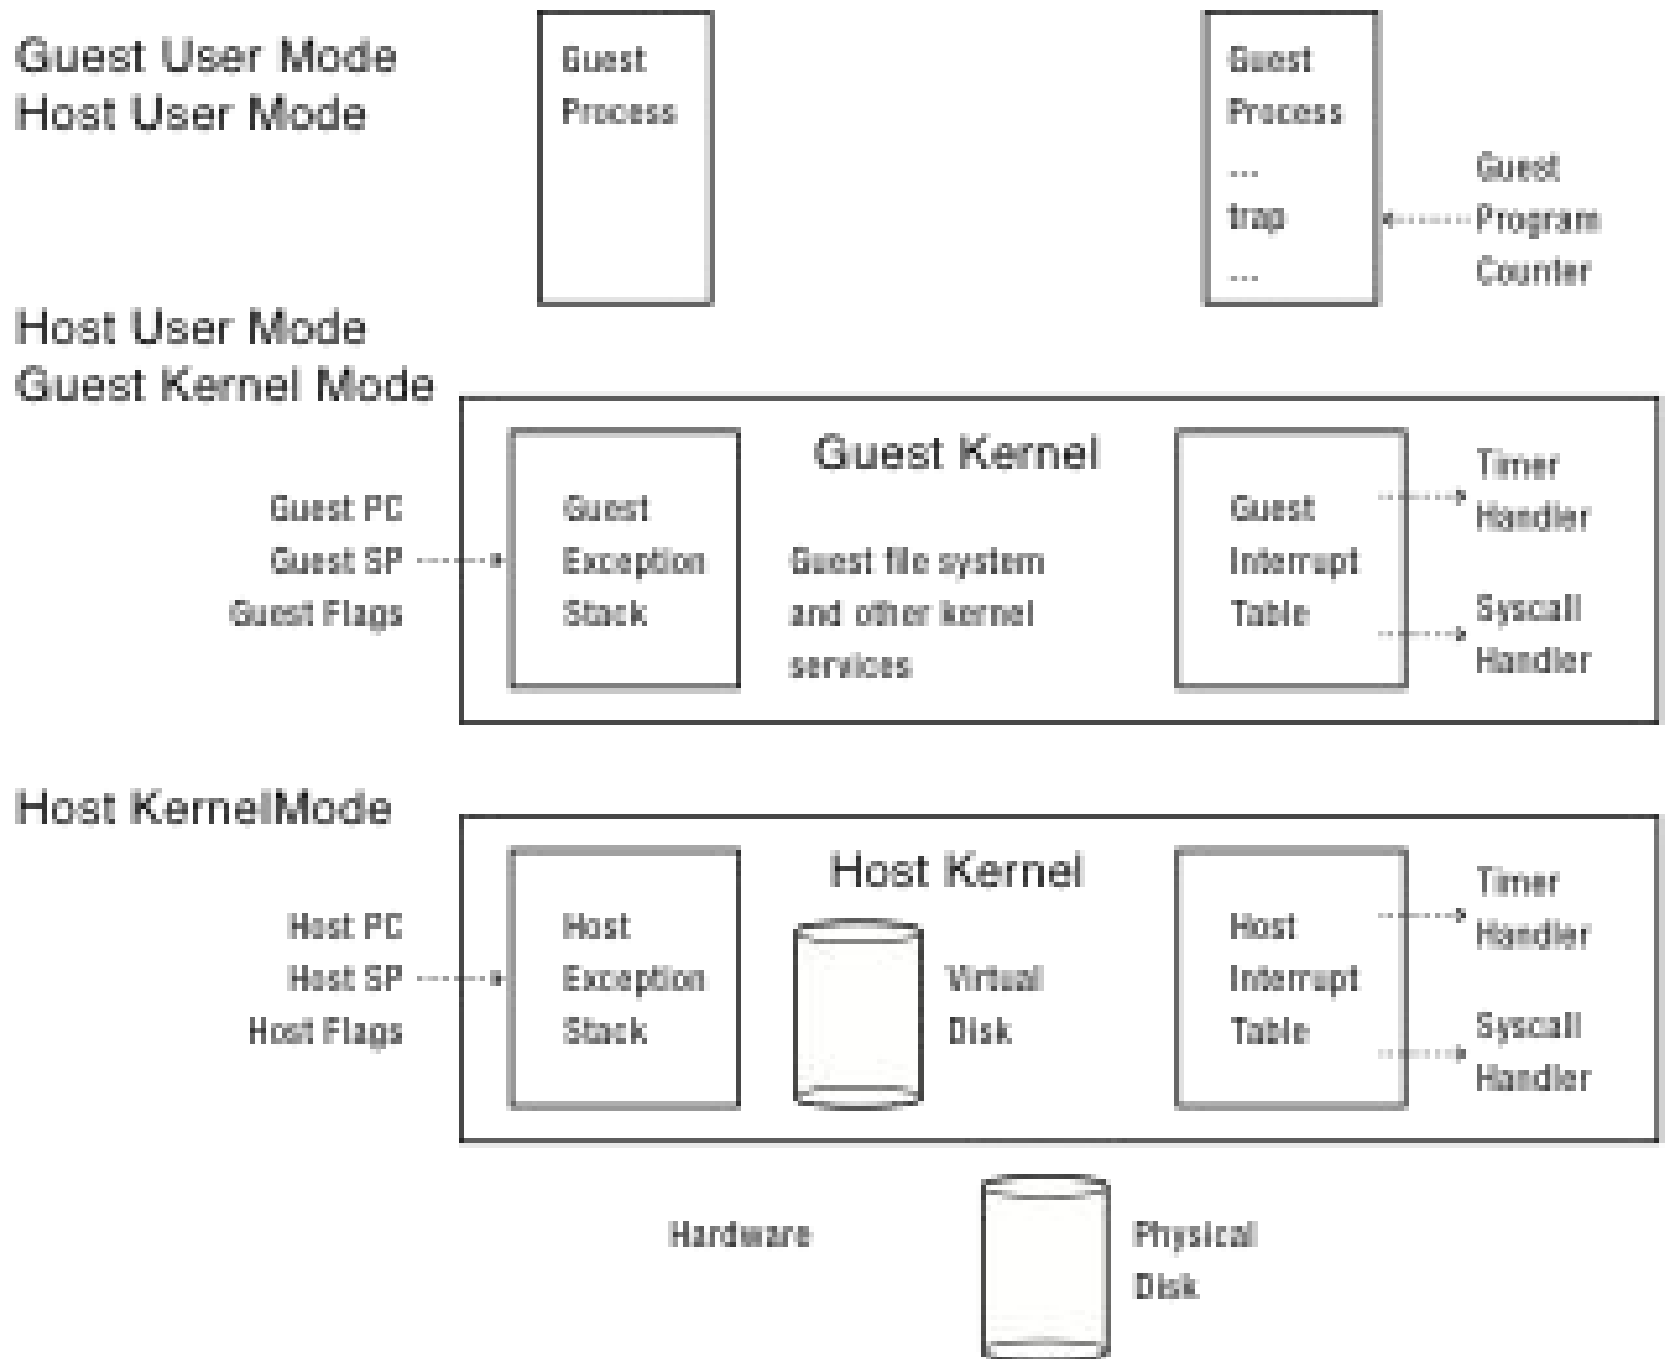 Guest User Mode
Host User Mode
Guest
Process
Guest
Process
...
trap
...
Guest
Program
Counter
Host User Mode
Guest Kernel Mode
Guest Kernel
Guest PC
Guest SP
Guest Flags
Guest
Exception
Stack
Guest file system
and other kernel
services
Guest
Interrupt
Table
Timer
Handler
Syscall
Handler
Host KernelMode
Host Kernel
Host PC
Host SP
Host Flags
Host
Exception
Stack
Virtual
Disk
Host
Interrupt
Table
Timer
Handler
Syscall
Handler
Hardware
Physical
Disk